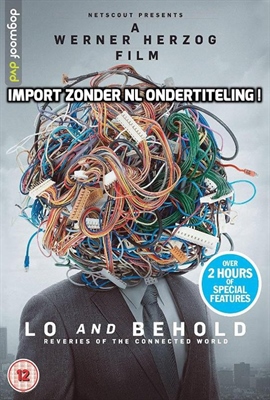 NETSCOUT PRESENTS
A
WERNER HERZOG
FILM
IMPORT ZONDER NL ONDERTITELING !
dogwoof dvd
OVER
2 HOURS
OF
SPECIAL
FEATURES
LO AND BEHOLD
REVERIES OF THE CONNECTED WORLD
12